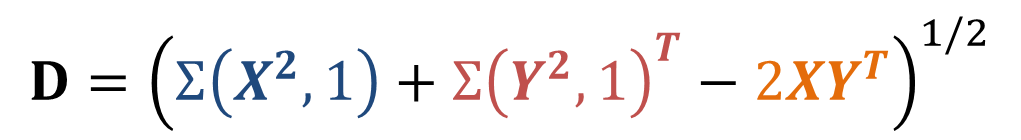 D = (Σ(X², 1) + Σ(Y², 1)ᵀ − 2XYᵀ)^{1/2}